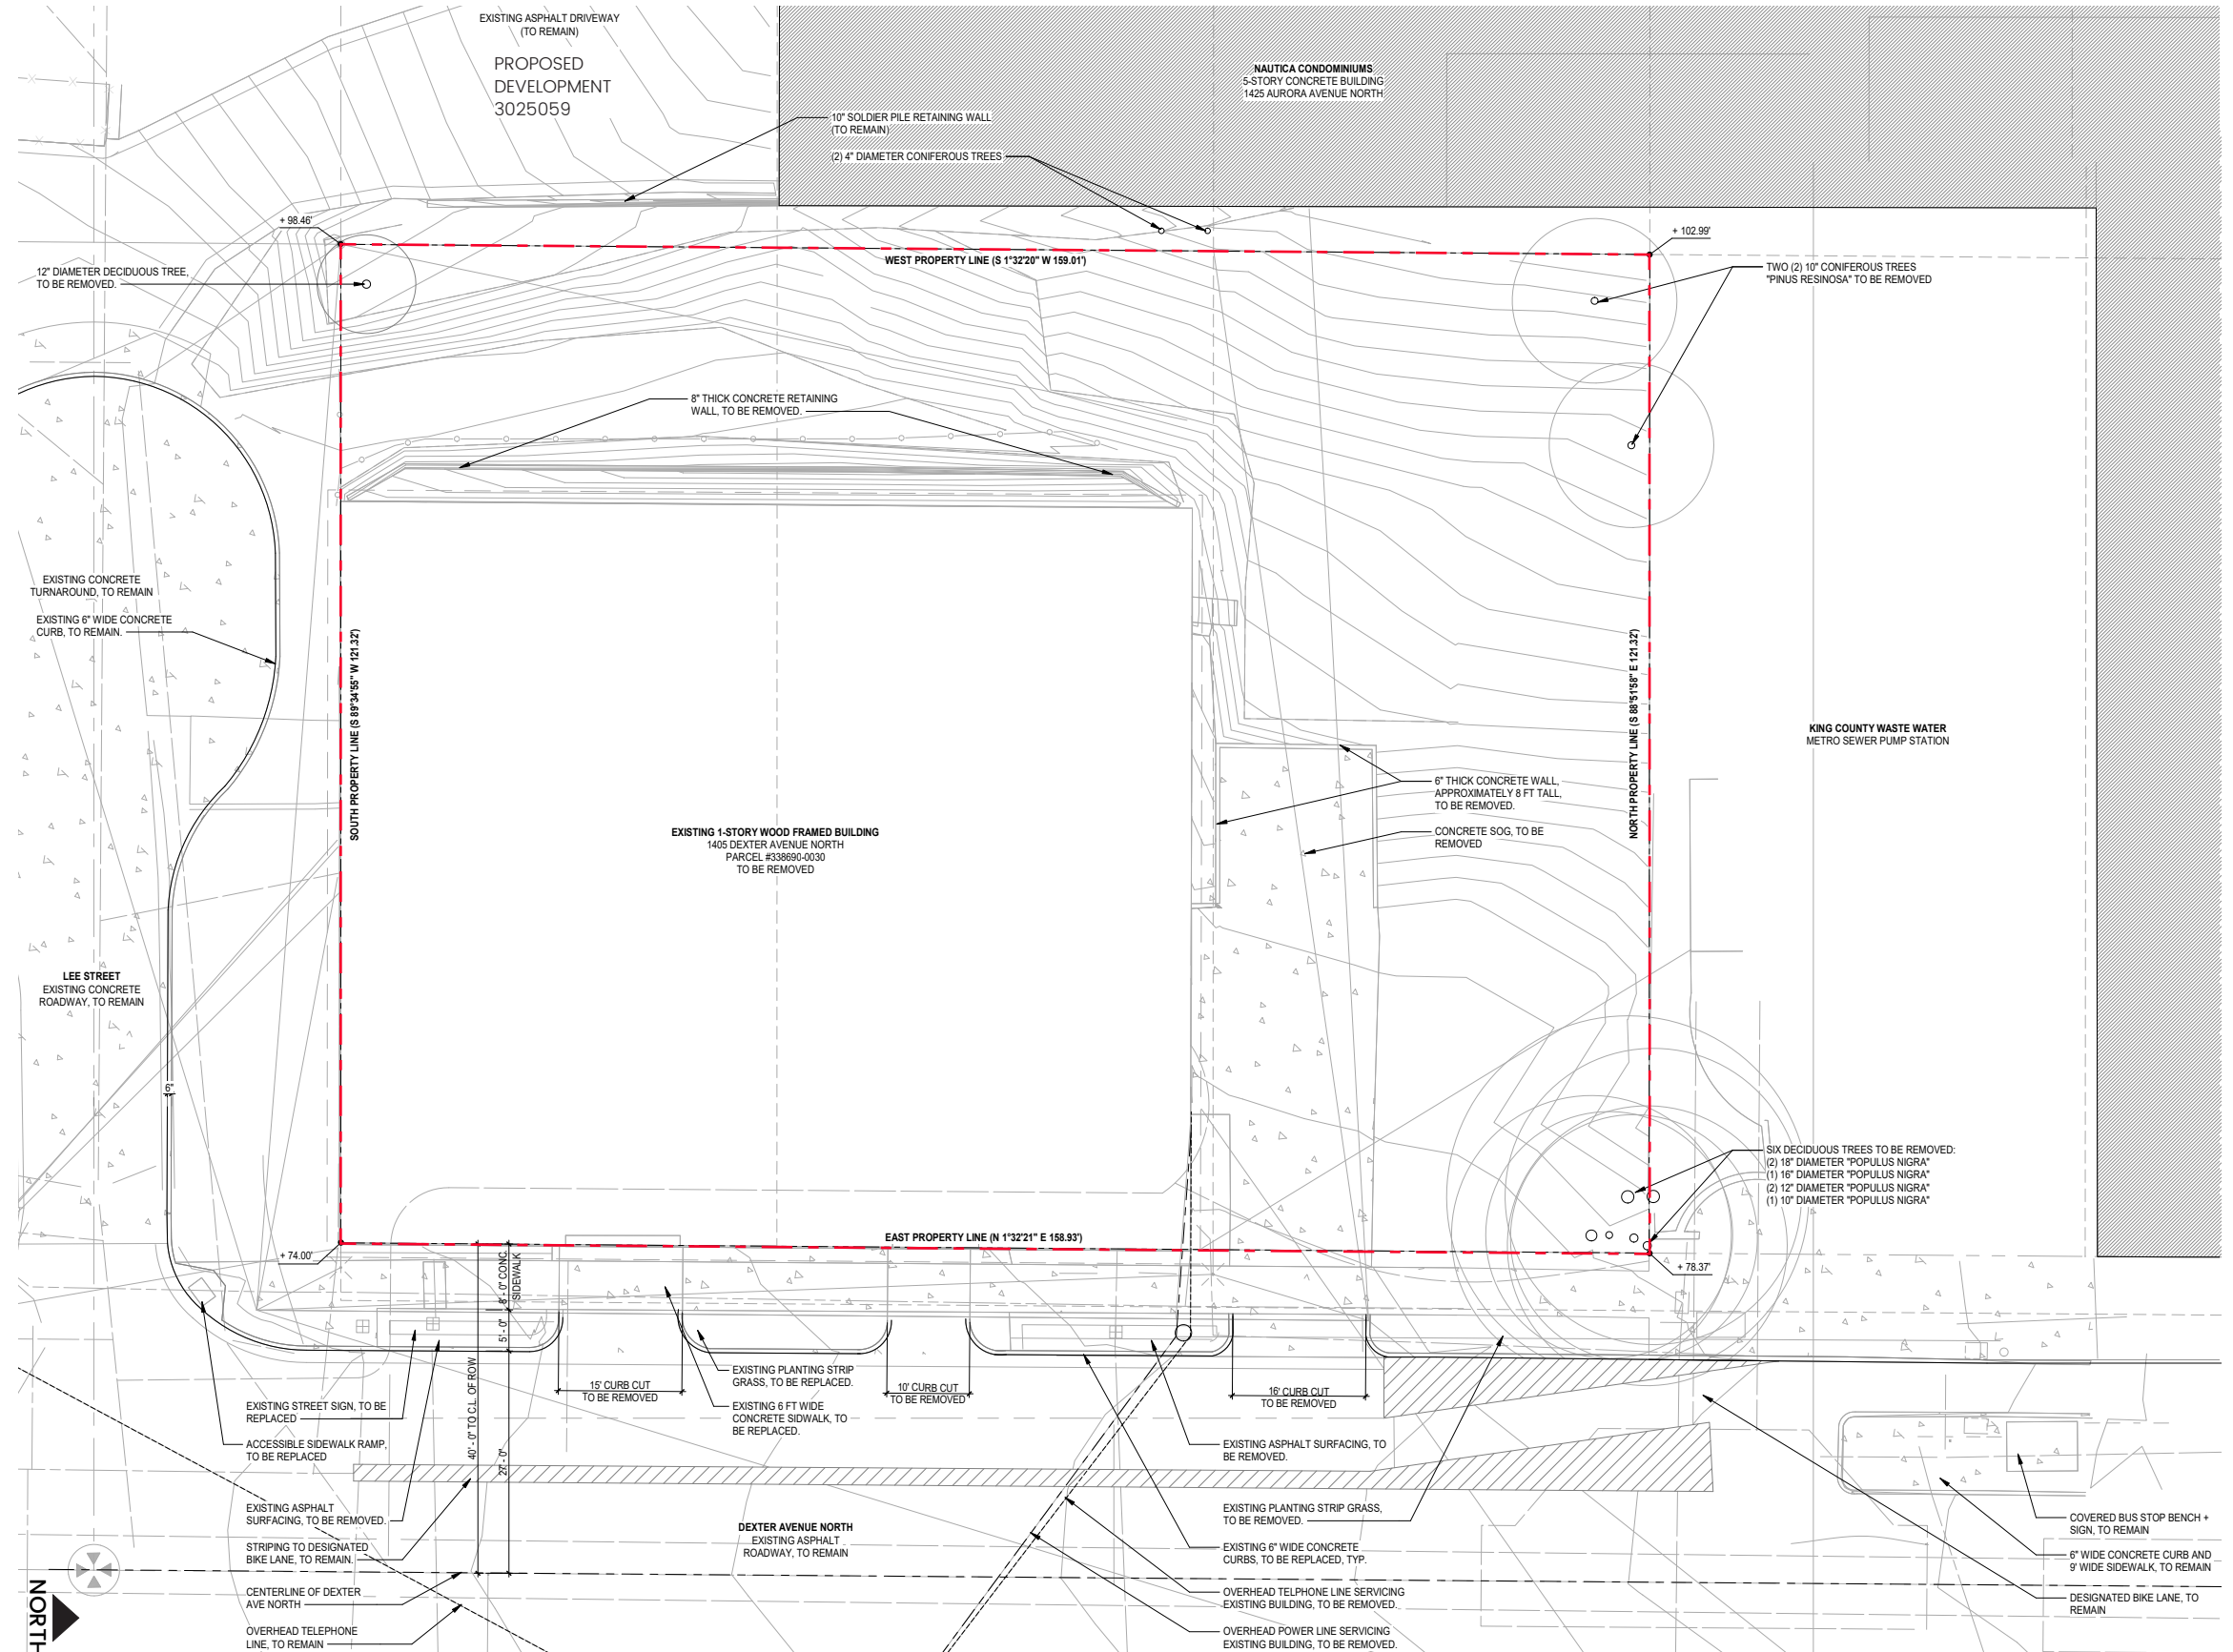 EXISTING ASPHALT DRIVEWAY
(TO REMAIN)
PROPOSED
DEVELOPMENT
3025059
NAUTICA CONDOMINIUMS
5-STORY CONCRETE BUILDING
1425 AURORA AVENUE NORTH
10" SOLDIER PILE RETAINING WALL
(TO REMAIN)
(2) 4" DIAMETER CONIFEROUS TREES
+ 98.46'
+ 102.99'
WEST PROPERTY LINE (S 1°32'20" W 159.01')
12" DIAMETER DECIDUOUS TREE,
TO BE REMOVED.
TWO (2) 10" CONIFEROUS TREES
"PINUS RESINOSA" TO BE REMOVED
8" THICK CONCRETE RETAINING
WALL, TO BE REMOVED.
EXISTING CONCRETE
TURNAROUND, TO REMAIN
EXISTING 6" WIDE CONCRETE
CURB, TO REMAIN.
SOUTH PROPERTY LINE (S 89°34'55" W 121.32')
NORTH PROPERTY LINE (S 88°51'58" E 121.32')
KING COUNTY WASTE WATER
METRO SEWER PUMP STATION
6" THICK CONCRETE WALL,
APPROXIMATELY 8 FT TALL,
TO BE REMOVED.
CONCRETE SOG, TO BE
REMOVED
EXISTING 1-STORY WOOD FRAMED BUILDING
1405 DEXTER AVENUE NORTH
PARCEL #338690-0030
TO BE REMOVED
LEE STREET
EXISTING CONCRETE
ROADWAY, TO REMAIN
6"
SIX DECIDUOUS TREES TO BE REMOVED:
(2) 18" DIAMETER "POPULUS NIGRA"
(1) 16" DIAMETER "POPULUS NIGRA"
(2) 12" DIAMETER "POPULUS NIGRA"
(1) 10" DIAMETER "POPULUS NIGRA"
EAST PROPERTY LINE (N 1°32'21" E 158.93')
+ 74.00'
+ 78.37'
8' - 0" CONC.
SIDEWALK
5' - 0"
40' - 0" TO C.L. OF ROW
27' - 0"
15' CURB CUT
TO BE REMOVED
10' CURB CUT
TO BE REMOVED
16' CURB CUT
TO BE REMOVED
EXISTING PLANTING STRIP
GRASS, TO BE REPLACED.
EXISTING 6 FT WIDE
CONCRETE SIDWALK, TO
BE REPLACED.
EXISTING STREET SIGN, TO BE
REPLACED
ACCESSIBLE SIDEWALK RAMP,
TO BE REPLACED
EXISTING ASPHALT
SURFACING, TO BE REMOVED.
STRIPING TO DESIGNATED
BIKE LANE, TO REMAIN.
CENTERLINE OF DEXTER
AVE NORTH
OVERHEAD TELEPHONE
LINE, TO REMAIN
DEXTER AVENUE NORTH
EXISTING ASPHALT
ROADWAY, TO REMAIN
EXISTING ASPHALT SURFACING, TO
BE REMOVED.
EXISTING PLANTING STRIP GRASS,
TO BE REMOVED.
EXISTING 6" WIDE CONCRETE
CURBS, TO BE REPLACED, TYP.
OVERHEAD TELPHONE LINE SERVICING
EXISTING BUILDING, TO BE REMOVED.
OVERHEAD POWER LINE SERVICING
EXISTING BUILDING, TO BE REMOVED.
COVERED BUS STOP BENCH +
SIGN, TO REMAIN
6" WIDE CONCRETE CURB AND
9' WIDE SIDEWALK, TO REMAIN
DESIGNATED BIKE LANE, TO
REMAIN
NORTH